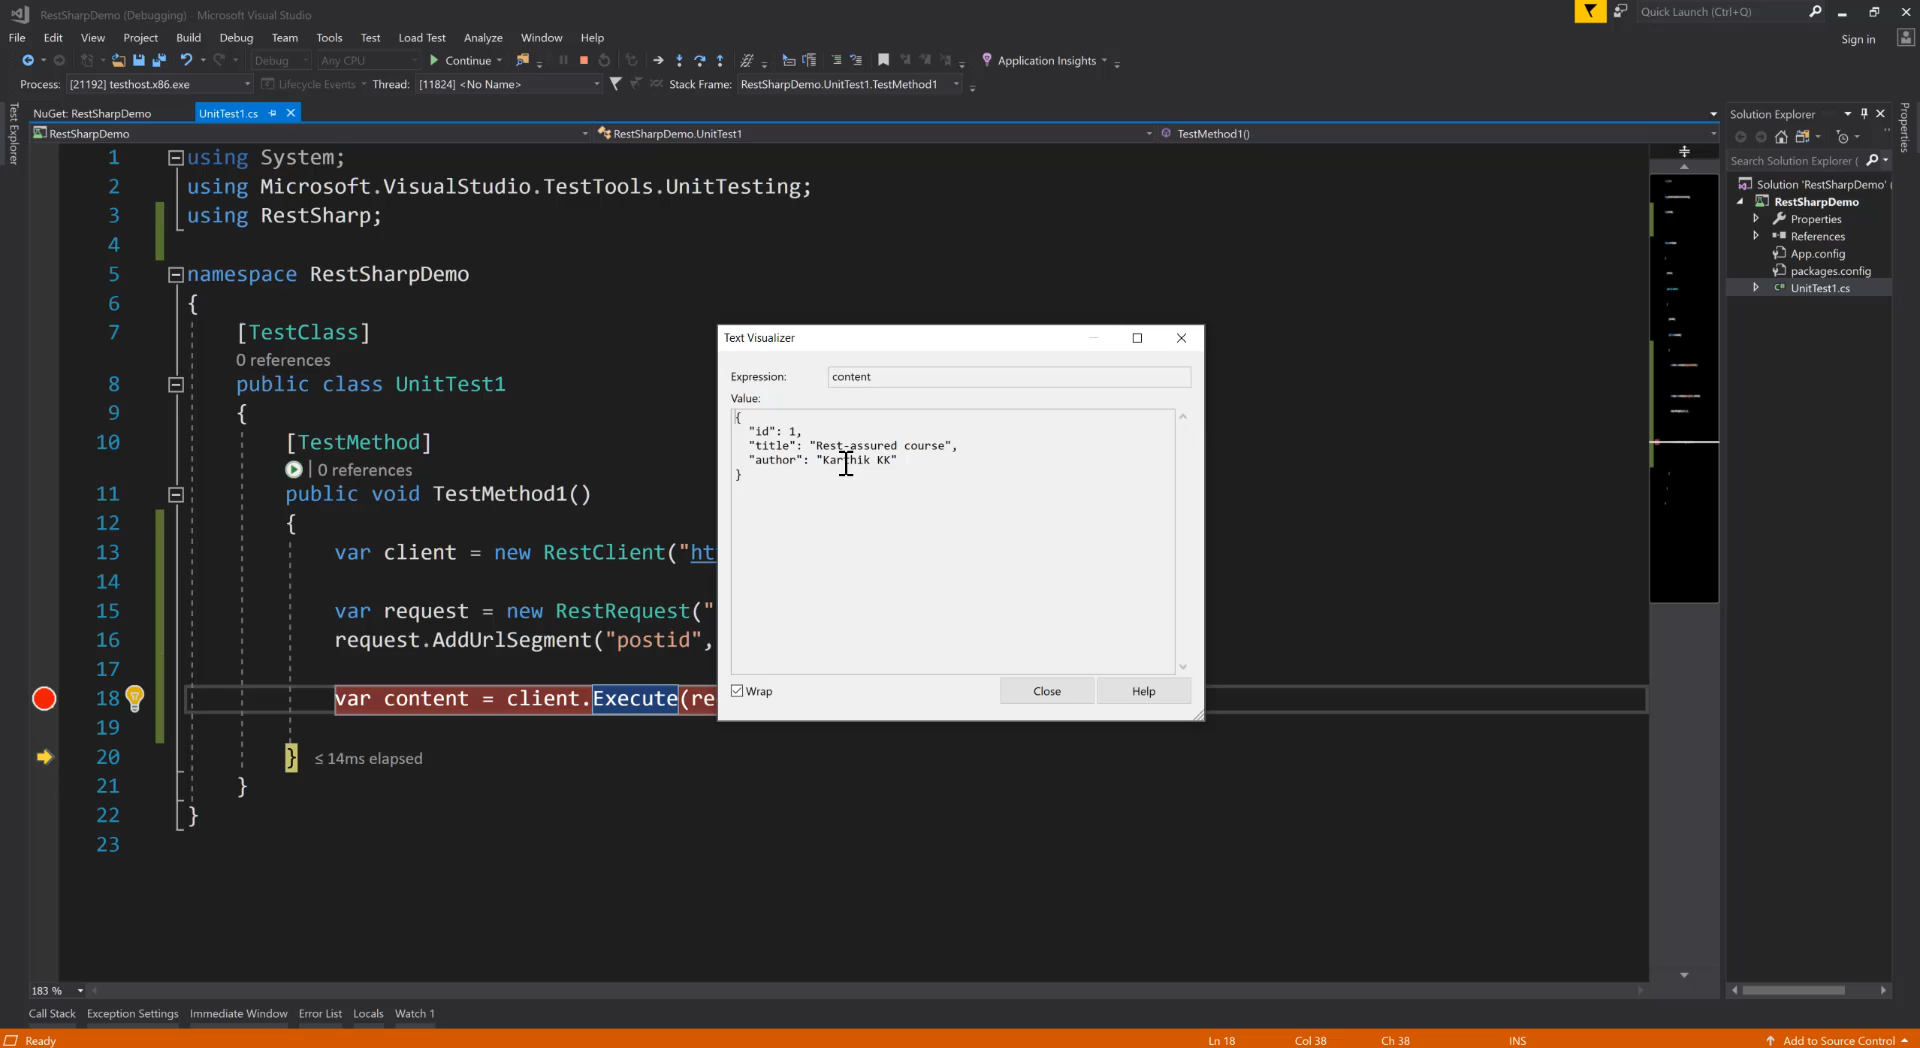 RestSharpDemo (Debugging) - Microsoft Visual Studio
Quick Launch (Ctrl+Q)
File Edit View Project Build Debug Team Tools Test Load Test Analyze Window Help
Sign in
Debug Any CPU Continue Application Insights
Process: [21192] testhost.x86.exe Lifecycle Events Thread: [11824] <No Name> Stack Frame: RestSharpDemo.UnitTest1.TestMethod1
Test Explorer
NuGet: RestSharpDemo UnitTest1.cs
RestSharpDemo RestSharpDemo.UnitTest1 TestMethod1()
1 using System;
2 using Microsoft.VisualStudio.TestTools.UnitTesting;
3 using RestSharp;
4
5 namespace RestSharpDemo
6 {
7 [TestClass]
0 references
8 public class UnitTest1
9 {
10 [TestMethod]
| 0 references
11 public void TestMethod1()
12 {
13 var client = new RestClient("ht
14
15 var request = new RestRequest("
16 request.AddUrlSegment("postid",
17
18 var content = client.Execute(re
19
20 } ≤ 14ms elapsed
21 }
22 }
23
Text Visualizer
Expression: content
Value:
{
"id": 1,
"title": "Rest-assured course",
"author": "Karthik KK"
}
Wrap Close Help
Solution Explorer
Search Solution Explorer (
Solution 'RestSharpDemo' (
RestSharpDemo
Properties
References
App.config
packages.config
C# UnitTest1.cs
Properties
183 %
Call Stack Exception Settings Immediate Window Error List Locals Watch 1
Ready Ln 18 Col 38 Ch 38 INS Add to Source Control